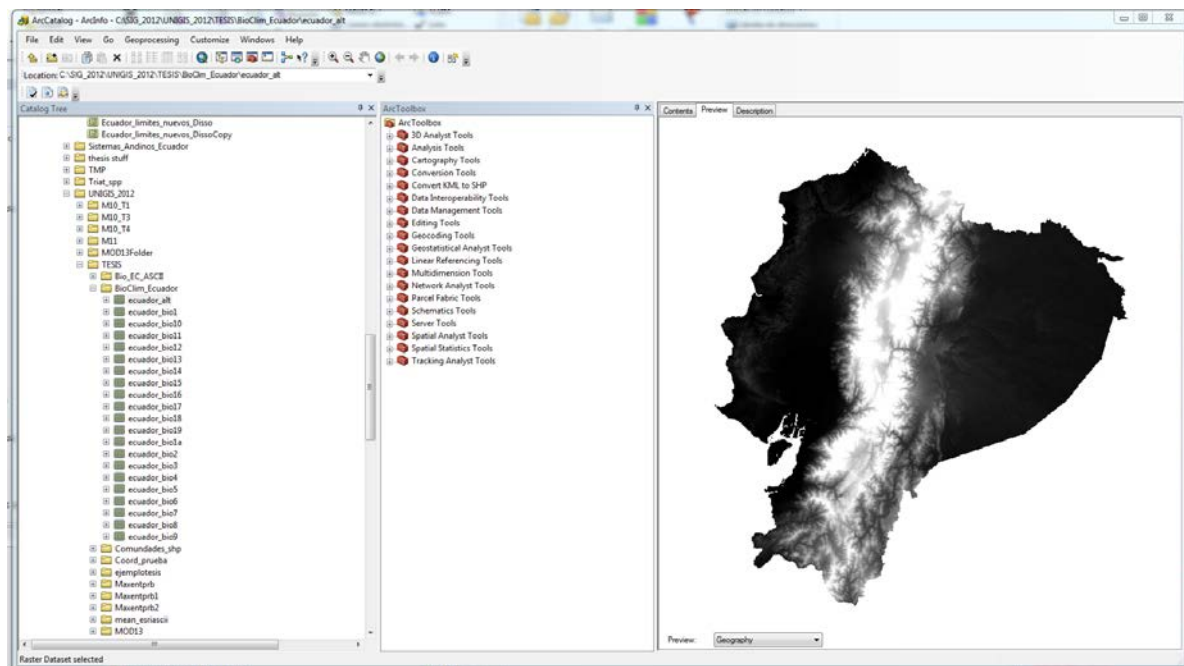 ArcCatalog - ArcInfo - C:\SIG_2012\UNIGIS_2012\TESIS\BioClim_Ecuador\ecuador_alt
File Edit View Go Geoprocessing Customize Windows Help
Location: C:\SIG_2012\UNIGIS_2012\TESIS\BioClim_Ecuador\ecuador_alt
Catalog Tree
Ecuador_limites_nuevos_Disso
Ecuador_limites_nuevos_DissoCopy
Sistemas_Andinos_Ecuador
thesis stuff
TMP
Triat_spp
UNIGIS_2012
M10_T1
M10_T3
M10_T4
M11
MOD13Folder
TESIS
Bio_EC_ASCII
BioClim_Ecuador
ecuador_alt
ecuador_bio1
ecuador_bio10
ecuador_bio11
ecuador_bio12
ecuador_bio13
ecuador_bio14
ecuador_bio15
ecuador_bio16
ecuador_bio17
ecuador_bio18
ecuador_bio19
ecuador_bio1a
ecuador_bio2
ecuador_bio3
ecuador_bio4
ecuador_bio5
ecuador_bio6
ecuador_bio7
ecuador_bio8
ecuador_bio9
Comundades_shp
Coord_prueba
ejemplotesis
Maxentprb
Maxentprb1
Maxentprb2
mean_esriascii
MOD13
ArcToolbox
ArcToolbox
3D Analyst Tools
Analysis Tools
Cartography Tools
Conversion Tools
Convert KML to SHP
Data Interoperability Tools
Data Management Tools
Editing Tools
Geocoding Tools
Geostatistical Analyst Tools
Linear Referencing Tools
Multidimension Tools
Network Analyst Tools
Parcel Fabric Tools
Schematics Tools
Server Tools
Spatial Analyst Tools
Spatial Statistics Tools
Tracking Analyst Tools
Contents Preview Description
Preview: Geography
Raster Dataset selected